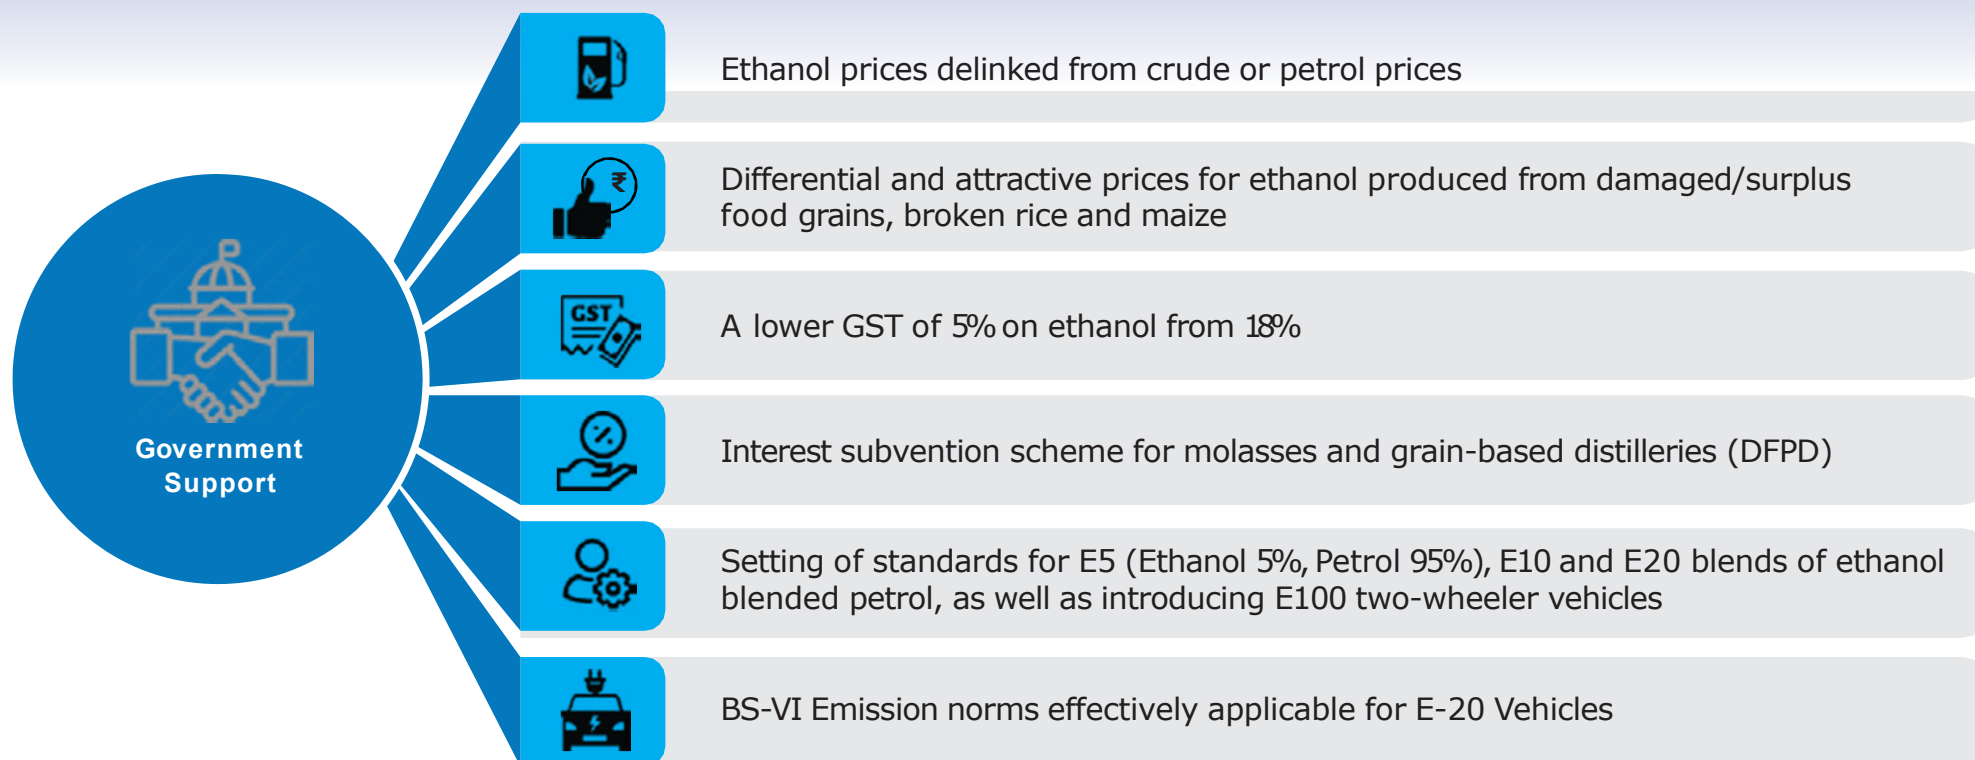 Ethanol prices delinked from crude or petrol prices
₹
Differential and attractive prices for ethanol produced from damaged/surplus
food grains, broken rice and maize
GST
A lower GST of 5% on ethanol from 18%
Government
Support
%
Interest subvention scheme for molasses and grain-based distilleries (DFPD)
Setting of standards for E5 (Ethanol 5%, Petrol 95%), E10 and E20 blends of ethanol
blended petrol, as well as introducing E100 two-wheeler vehicles
BS-VI Emission norms effectively applicable for E-20 Vehicles